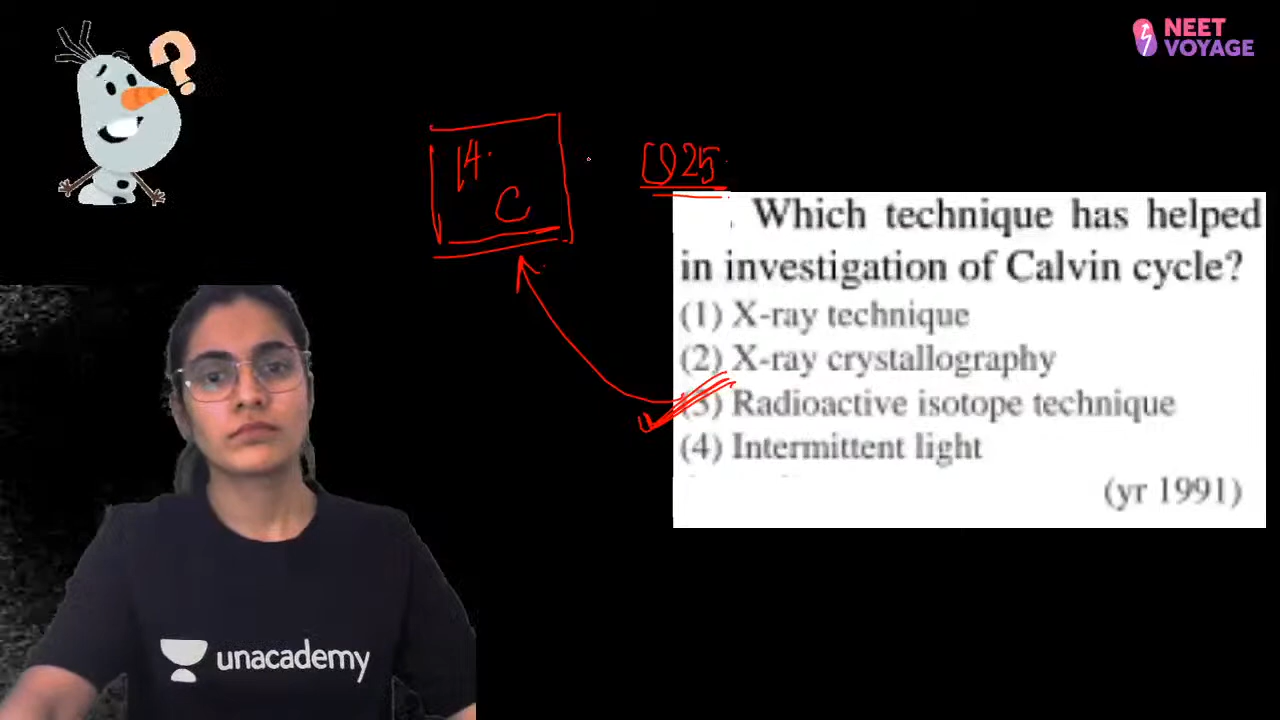 NEET
VOYAGE
14
C
Q25
. Which technique has helped
in investigation of Calvin cycle?
(1) X-ray technique
(2) X-ray crystallography
(3) Radioactive isotope technique
(4) Intermittent light
(yr 1991)
unacademy
?